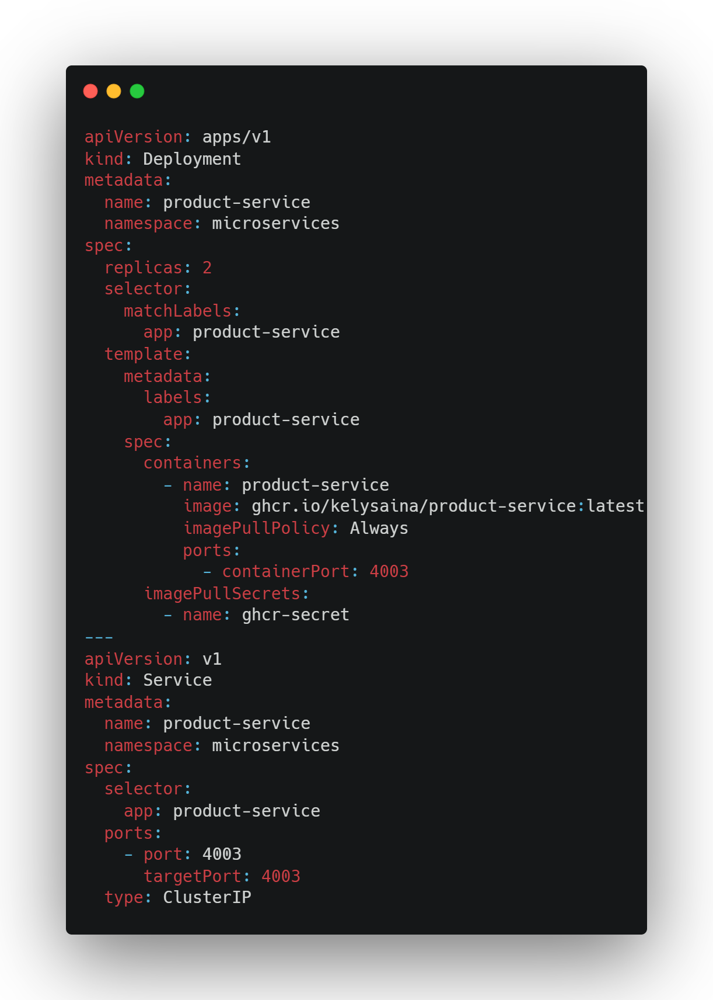 apiVersion: apps/v1
kind: Deployment
metadata:
  name: product-service
  namespace: microservices
spec:
  replicas: 2
  selector:
    matchLabels:
      app: product-service
  template:
    metadata:
      labels:
        app: product-service
    spec:
      containers:
        - name: product-service
          image: ghcr.io/kelysaina/product-service:latest
          imagePullPolicy: Always
          ports:
            - containerPort: 4003
      imagePullSecrets:
        - name: ghcr-secret
---
apiVersion: v1
kind: Service
metadata:
  name: product-service
  namespace: microservices
spec:
  selector:
    app: product-service
  ports:
    - port: 4003
      targetPort: 4003
  type: ClusterIP